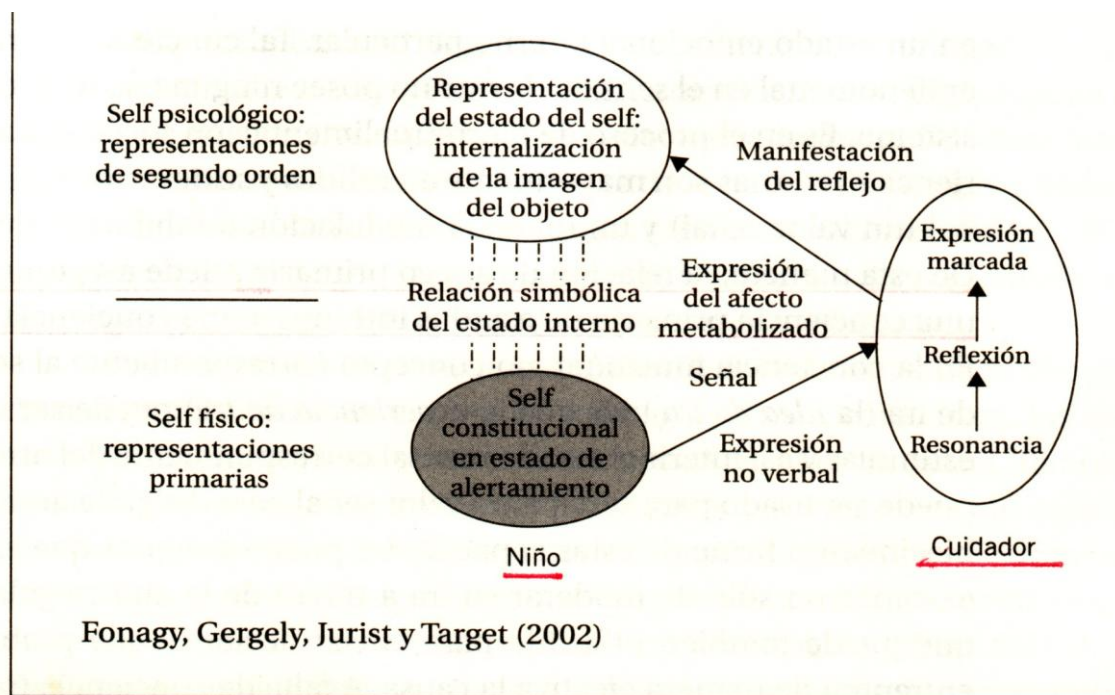 Self psicológico:
representaciones
de segundo orden
Representación
del estado del self:
internalización
de la imagen
del objeto
Manifestación
del reflejo
Expresión
marcada
Expresión
del afecto
metabolizado
Relación simbólica
del estado interno
Reflexión
Señal
Self físico:
representaciones
primarias
Self
constitucional
en estado de
alertamiento
Expresión
no verbal
Resonancia
Niño
Cuidador
Fonagy, Gergely, Jurist y Target (2002)